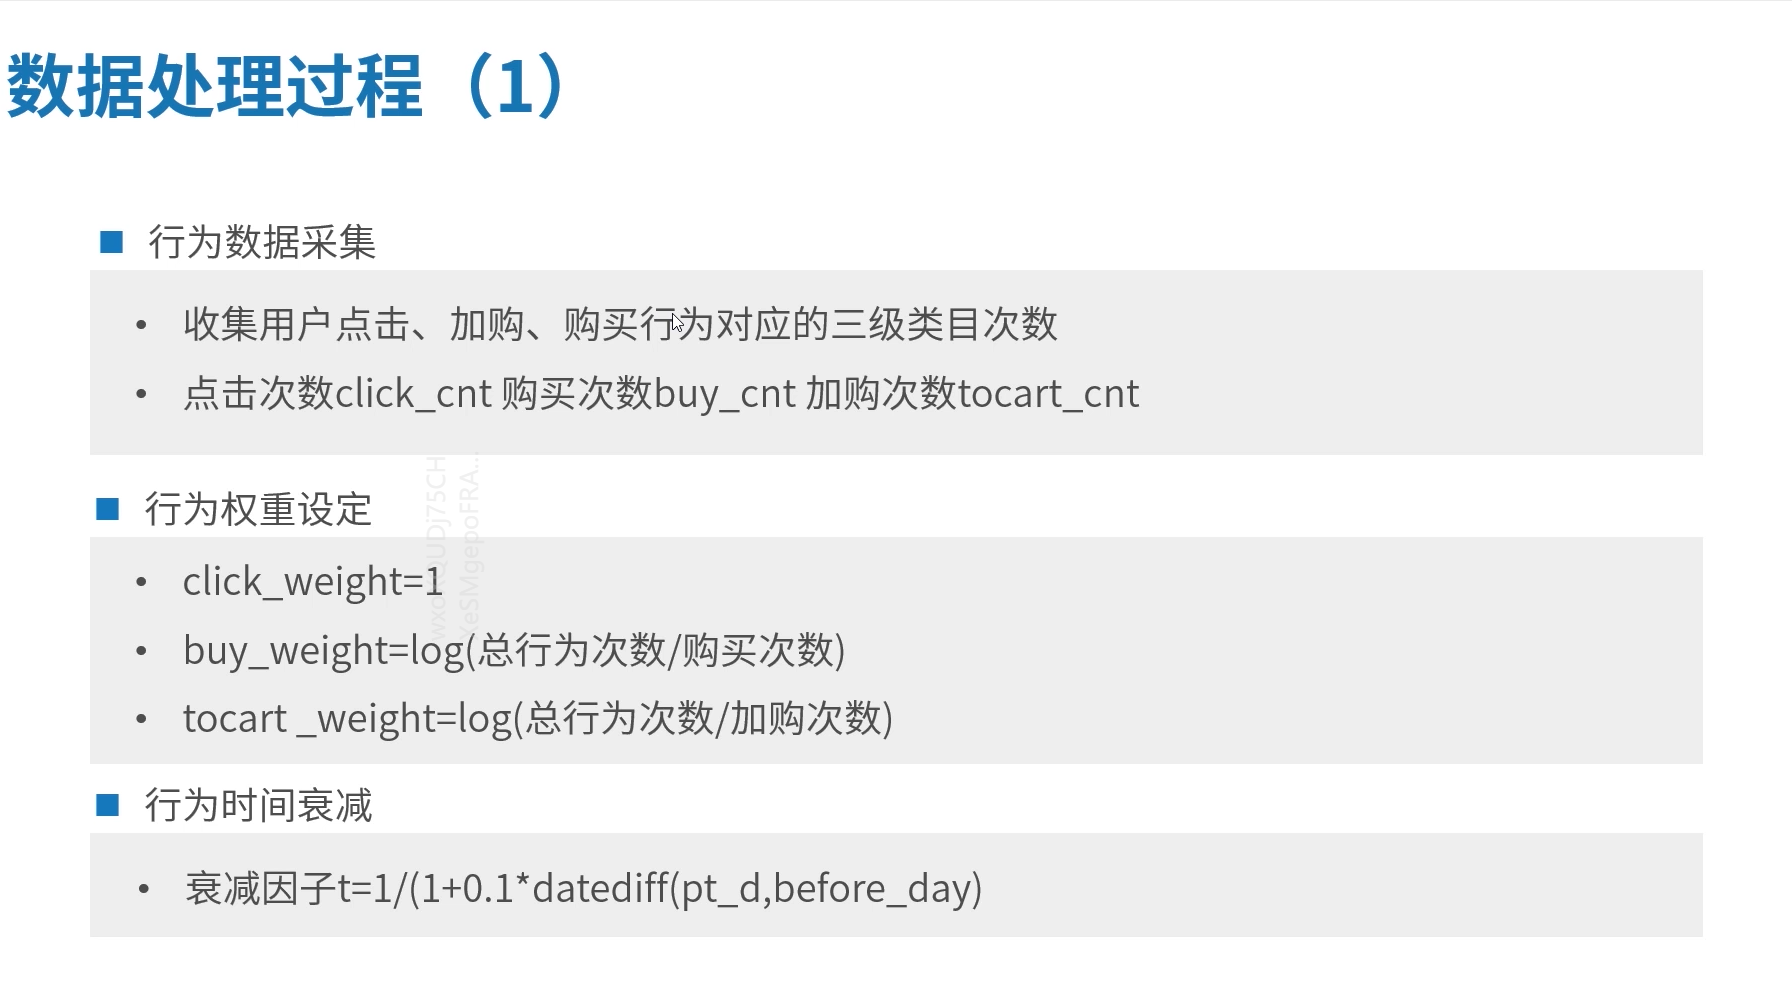 数据处理过程（1）
■ 行为数据采集
• 收集用户点击、加购、购买行为对应的三级类目次数
• 点击次数click_cnt 购买次数buy_cnt 加购次数tocart_cnt
■ 行为权重设定
• click_weight=1
• buy_weight=log(总行为次数/购买次数)
• tocart _weight=log(总行为次数/加购次数)
■ 行为时间衰减
• 衰减因子t=1/(1+0.1*datediff(pt_d,before_day)